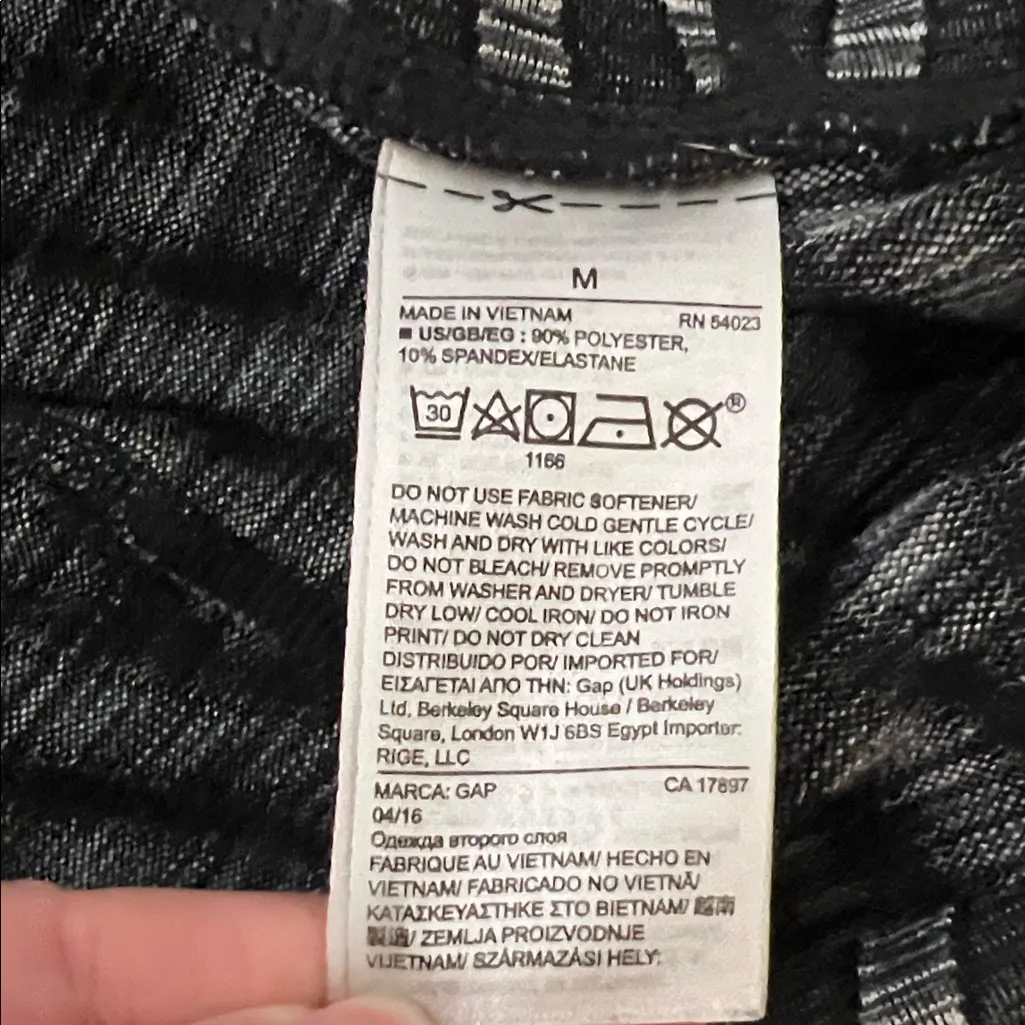 M
MADE IN VIETNAM RN 54023
US/GB/EG : 90% POLYESTER,
10% SPANDEX/ELASTANE
30 ®
1166
DO NOT USE FABRIC SOFTENER/
MACHINE WASH COLD GENTLE CYCLE/
WASH AND DRY WITH LIKE COLORS/
DO NOT BLEACH/ REMOVE PROMPTLY
FROM WASHER AND DRYER/ TUMBLE
DRY LOW/ COOL IRON/ DO NOT IRON
PRINT/ DO NOT DRY CLEAN
DISTRIBUIDO POR/ IMPORTED FOR/
ΕΙΣΑΓΕΤΑΙ ΑΠΟ ΤΗΝ: Gap (UK Holdings)
Ltd, Berkeley Square House / Berkeley
Square, London W1J 6BS Egypt Importer:
RIGE, LLC
MARCA: GAP CA 17897
04/16
Одежда второго слоя
FABRIQUE AU VIETNAM/ HECHO EN
VIETNAM/ FABRICADO NO VIETNÃ/
ΚΑΤΑΣΚΕΥΑΣΤΗΚΕ ΣΤΟ ΒΙΕΤΝΑΜ/ 越南
製造/ ZEMLJA PROIZVODNJE
VIJETNAM/ SZÁRMAZÁSI HELY: